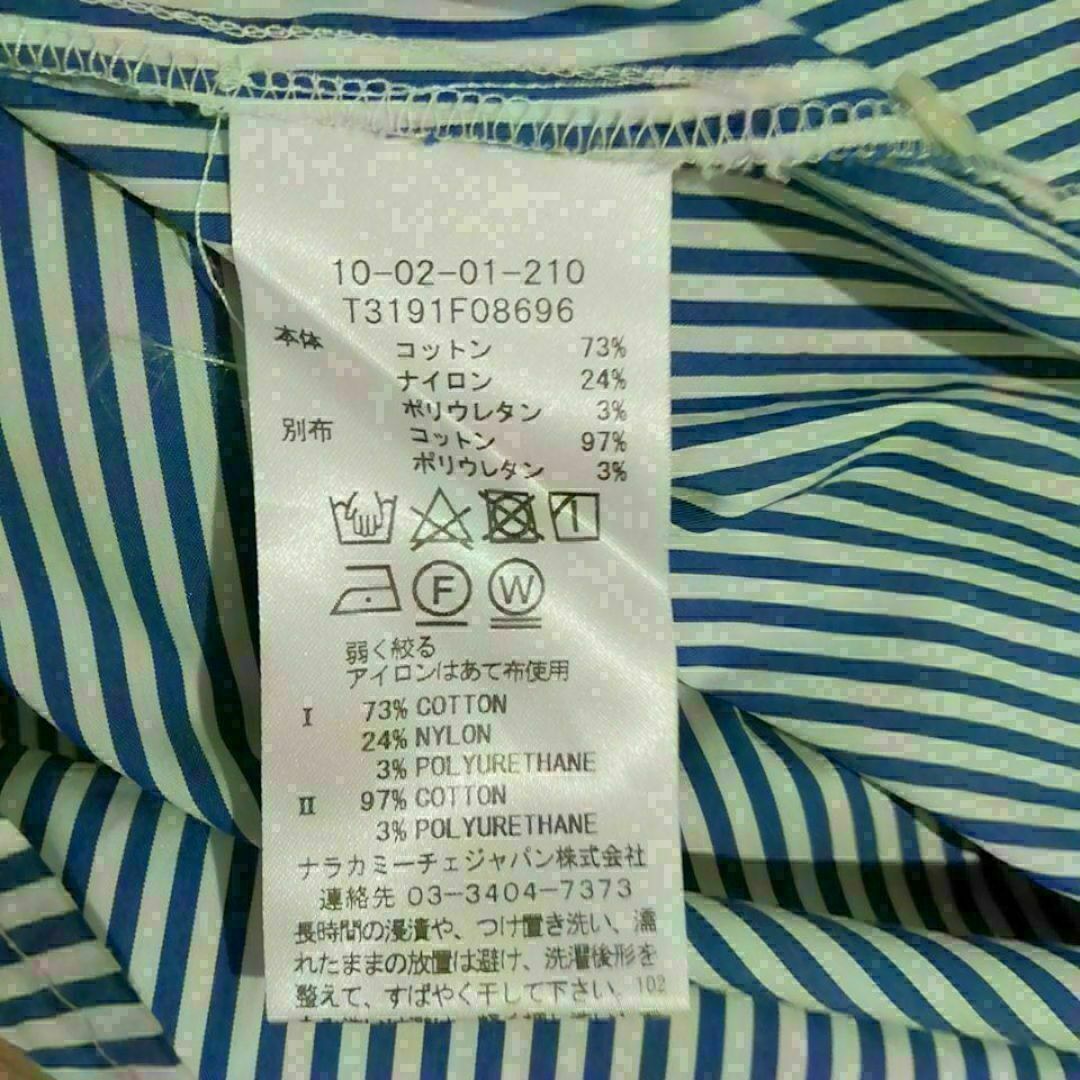 10-02-01-210
T3191F08696
本体 コットン 73%
ナイロン 24%
ポリウレタン 3%
別布 コットン 97%
ポリウレタン 3%
F W
弱く絞る
アイロンはあて布使用
I 73% COTTON
24% NYLON
3% POLYURETHANE
II 97% COTTON
3% POLYURETHANE
ナラカミーチェジャパン株式会社
連絡先 03-3404-7373
長時間の浸漬や、つけ置き洗い、濡
れたままの放置は避け、洗濯後形を
整えて、すばやく干して下さい。102